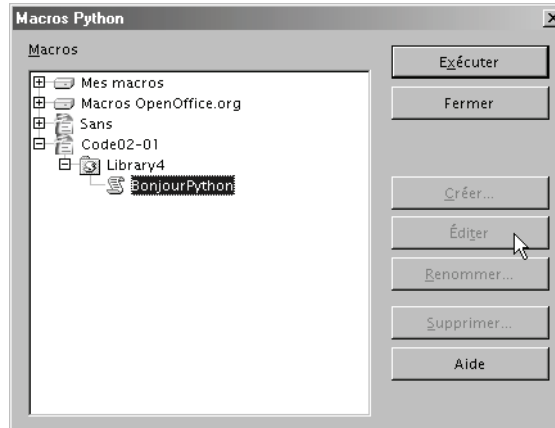 Macros Python
Macros
Mes macros
Macros OpenOffice.org
Sans
Code02-01
Library4
BonjourPython
Exécuter
Fermer
Créer...
Éditer
Renommer...
Supprimer...
Aide